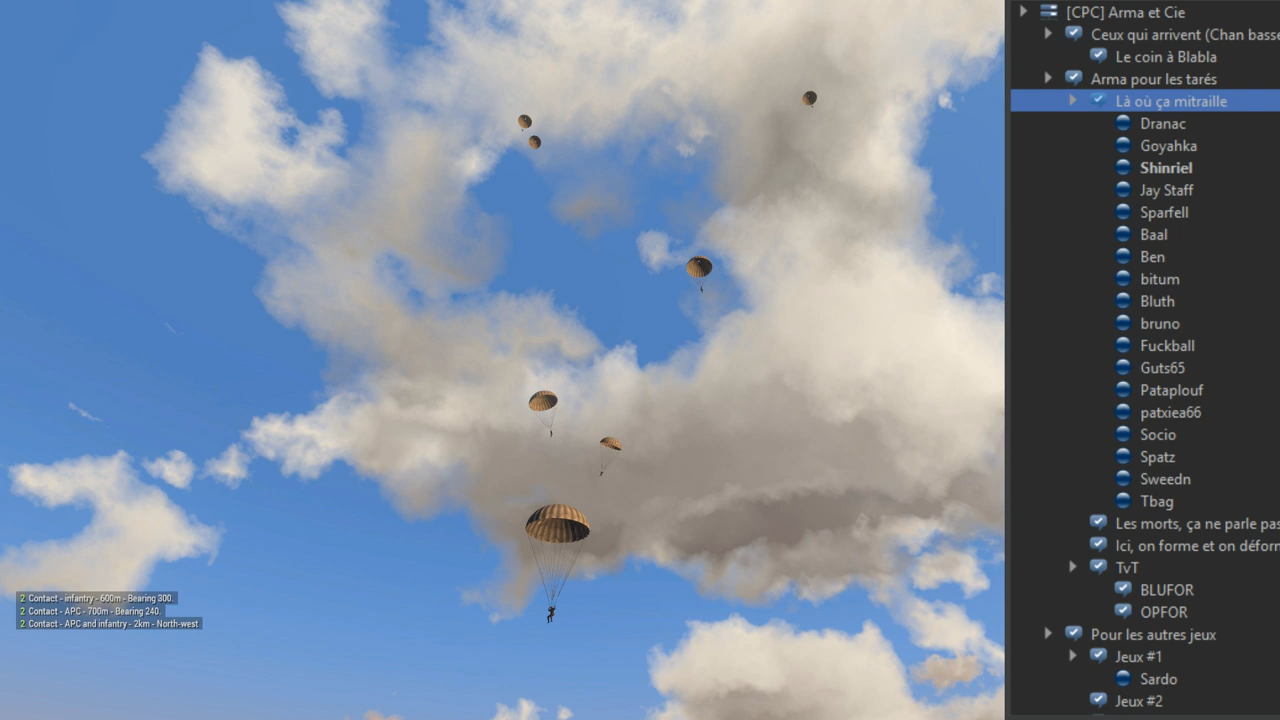 2 Contact - infantry - 600m - Bearing 300.
2 Contact - APC - 700m - Bearing 240.
2 Contact - APC and infantry - 2km - North-west
[CPC] Arma et Cie
Ceux qui arrivent (Chan basse
Le coin à Blabla
Arma pour les tarés
Là où ça mitraille
Dranac
Goyahka
Shinriel
Jay Staff
Sparfell
Baal
Ben
bitum
Bluth
bruno
Fuckball
Guts65
Pataplouf
patxiea66
Socio
Spatz
Sweedn
Tbag
Les morts, ça ne parle pas
Ici, on forme et on déform
TvT
BLUFOR
OPFOR
Pour les autres jeux
Jeux #1
Sardo
Jeux #2